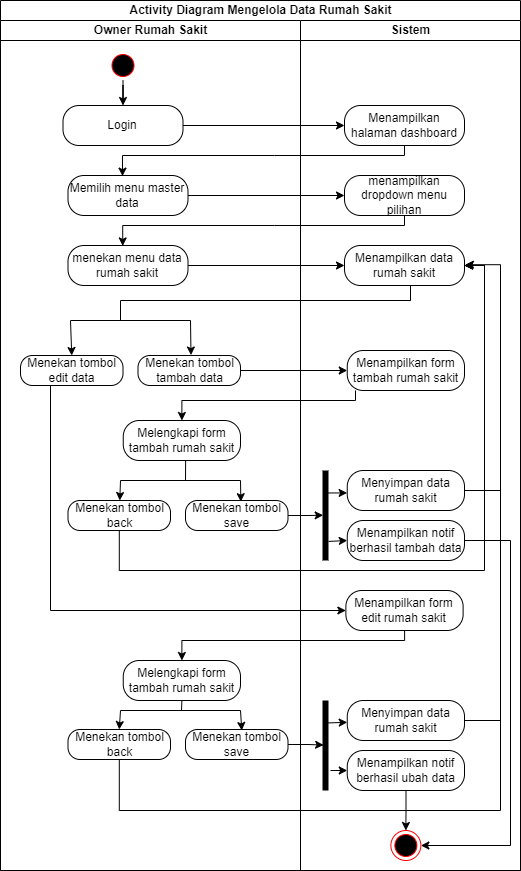 Activity Diagram Mengelola Data Rumah Sakit
Owner Rumah Sakit
Sistem
Login
Menampilkan
halaman dashboard
Memilih menu master
data
menampilkan
dropdown menu
pilihan
menekan menu data
rumah sakit
Menampilkan data
rumah sakit
Menekan tombol
edit data
Menekan tombol
tambah data
Menampilkan form
tambah rumah sakit
Melengkapi form
tambah rumah sakit
Menekan tombol
back
Menekan tombol
save
Menyimpan data
rumah sakit
Menampilkan notif
berhasil tambah data
Menampilkan form
edit rumah sakit
Melengkapi form
tambah rumah sakit
Menekan tombol
back
Menekan tombol
save
Menyimpan data
rumah sakit
Menampilkan notif
berhasil ubah data